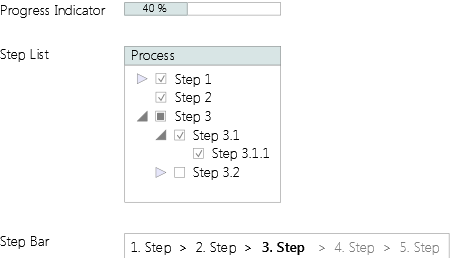 Progress Indicator 40 %
Step List
Process
Step 1
Step 2
Step 3
Step 3.1
Step 3.1.1
Step 3.2
Step Bar
1. Step > 2. Step > 3. Step > 4. Step > 5. Step